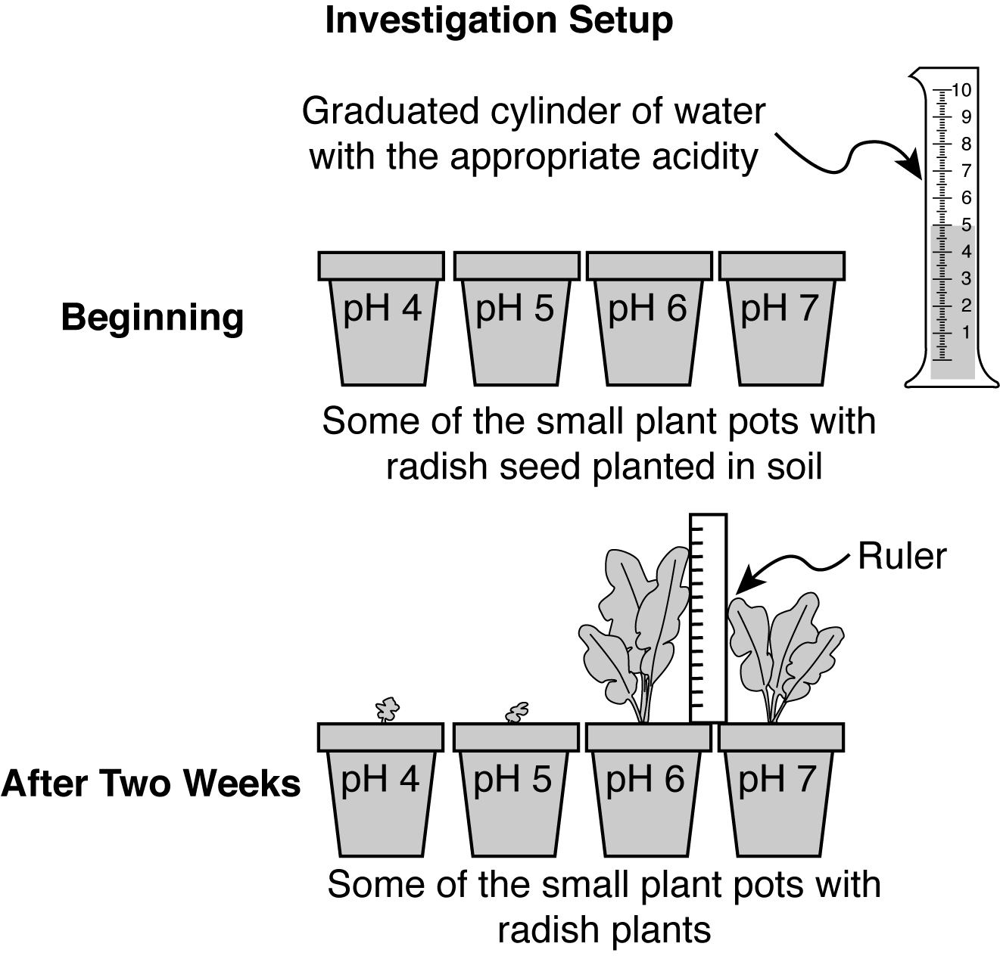 Investigation Setup
Graduated cylinder of water
with the appropriate acidity
10
9
8
7
6
5
4
3
2
1
Beginning
pH 4
pH 5
pH 6
pH 7
Some of the small plant pots with
radish seed planted in soil
Ruler
After Two Weeks
pH 4
pH 5
pH 6
pH 7
Some of the small plant pots with
radish plants